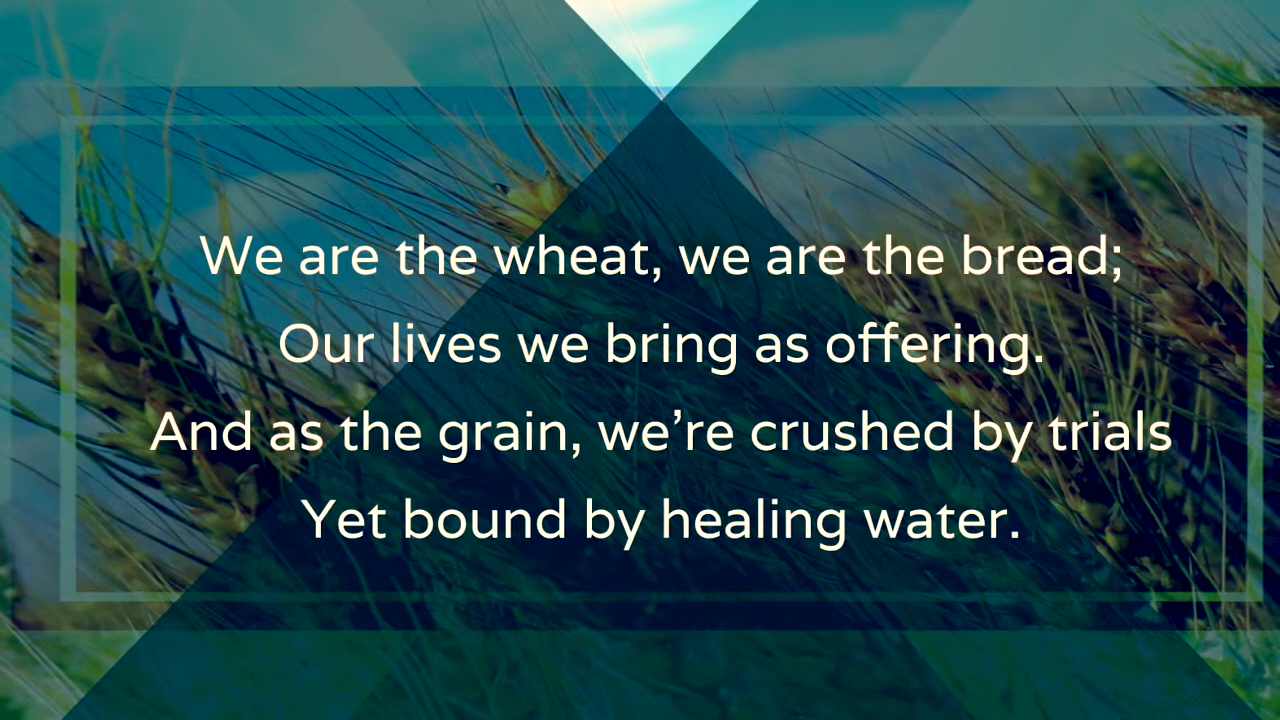 We are the wheat, we are the bread;
Our lives we bring as offering.
And as the grain, we’re crushed by trials
Yet bound by healing water.